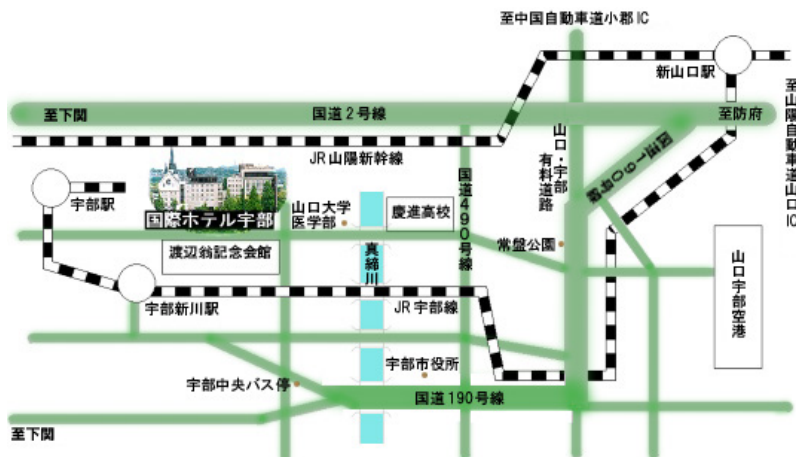 至中国自動車道小郡IC
新山口駅
至山陽自動車道山口IC
至下関
国道2号線
至防府
JR山陽新幹線
山口・宇部
有料道路
国道190号線
国道490号線
宇部駅
国際ホテル宇部
山口大学
医学部
慶進高校
常盤公園
渡辺翁記念会館
真締川
山口宇部空港
宇部新川駅
JR宇部線
宇部市役所
宇部中央バス停
国道190号線
至下関